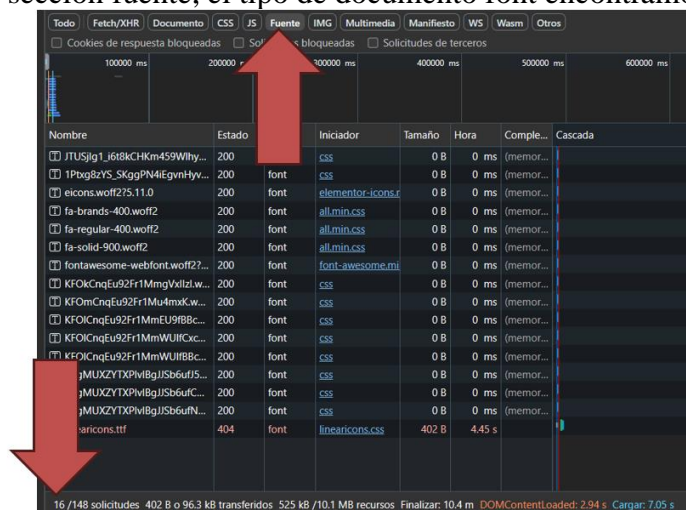 sección fuente, el tipo de documento font encontramos
Todo Fetch/XHR Documento CSS JS Fuente IMG Multimedia Manifiesto WS Wasm Otros
Cookies de respuesta bloqueadas bloqueadas Solicitudes de terceros
100000 ms 200000 300000 ms 400000 ms 500000 ms 600000 ms
Nombre Estado Iniciador Tamaño Hora Comple... Cascada
JTUSjIg1_i6t8kCHKm459Wlhy... 200 css 0 B 0 ms (memor...
1Ptxg8zYS_SKggPN4iEgvnHyv... 200 font css 0 B 0 ms (memor...
eicons.woff2?5.11.0 200 font elementor-icons.r 0 B 0 ms (memor...
fa-brands-400.woff2 200 font all.min.css 0 B 0 ms (memor...
fa-regular-400.woff2 200 font all.min.css 0 B 0 ms (memor...
fa-solid-900.woff2 200 font all.min.css 0 B 0 ms (memor...
fontawesome-webfont.woff2?... 200 font font-awesome.mi 0 B 0 ms (memor...
KFOkCnqEu92Fr1MmgVxIIzI.w... 200 font css 0 B 0 ms (memor...
KFOmCnqEu92Fr1Mu4mxK.w... 200 font css 0 B 0 ms (memor...
KFOlCnqEu92Fr1MmEU9fBBc... 200 font css 0 B 0 ms (memor...
KFOlCnqEu92Fr1MmWUlfCxc... 200 font css 0 B 0 ms (memor...
KFOlCnqEu92Fr1MmWUlfBBc... 200 font css 0 B 0 ms (memor...
gMUXZYTXPIvIBgJJSb6ufJ5... 200 font css 0 B 0 ms (memor...
gMUXZYTXPIvIBgJJSb6ufC... 200 font css 0 B 0 ms (memor...
gMUXZYTXPIvIBgJJSb6ufN... 200 font css 0 B 0 ms (memor...
earicons.ttf 404 font linearicons.css 402 B 4.45 s
16 /148 solicitudes 402 B o 96.3 kB transferidos 525 kB /10.1 MB recursos Finalizar: 10.4 m DOMContentLoaded: 2.94 s Cargar: 7.05 s